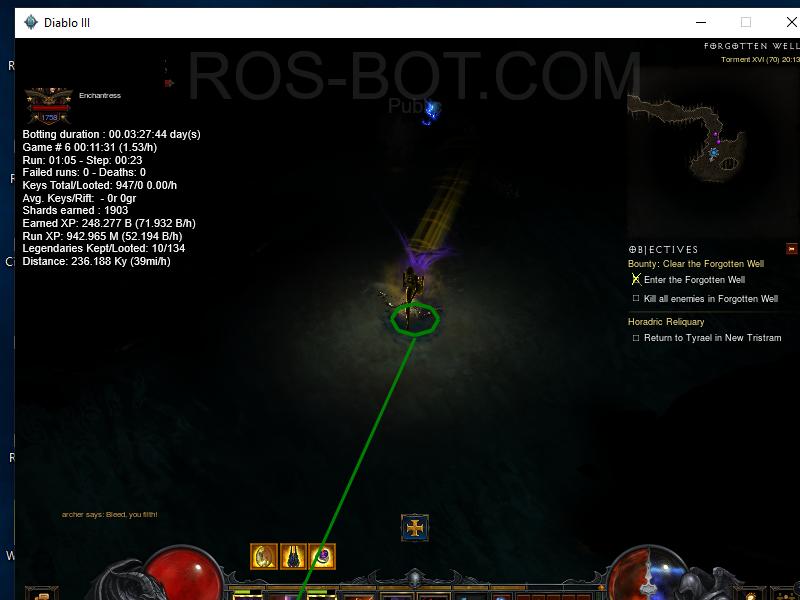 Diablo III
FORGOTTEN WELL
Torment XVI (70) 20:13
ROS-BOT.COM
Enchantress
1758
Botting duration : 00.03:27:44 day(s)
Game # 6 00:11:31 (1.53/h)
Run: 01:05 - Step: 00:23
Failed runs: 0 - Deaths: 0
Keys Total/Looted: 947/0 0.00/h
Avg. Keys/Rift: - 0r 0gr
Shards earned : 1903
Earned XP: 248.277 B (71.932 B/h)
Run XP: 942.965 M (52.194 B/h)
Legendaries Kept/Looted: 10/134
Distance: 236.188 Ky (39mi/h)
OBJECTIVES
Bounty: Clear the Forgotten Well
Enter the Forgotten Well
Kill all enemies in Forgotten Well
Horadric Reliquary
Return to Tyrael in New Tristram
archer says: Bleed, you filth!